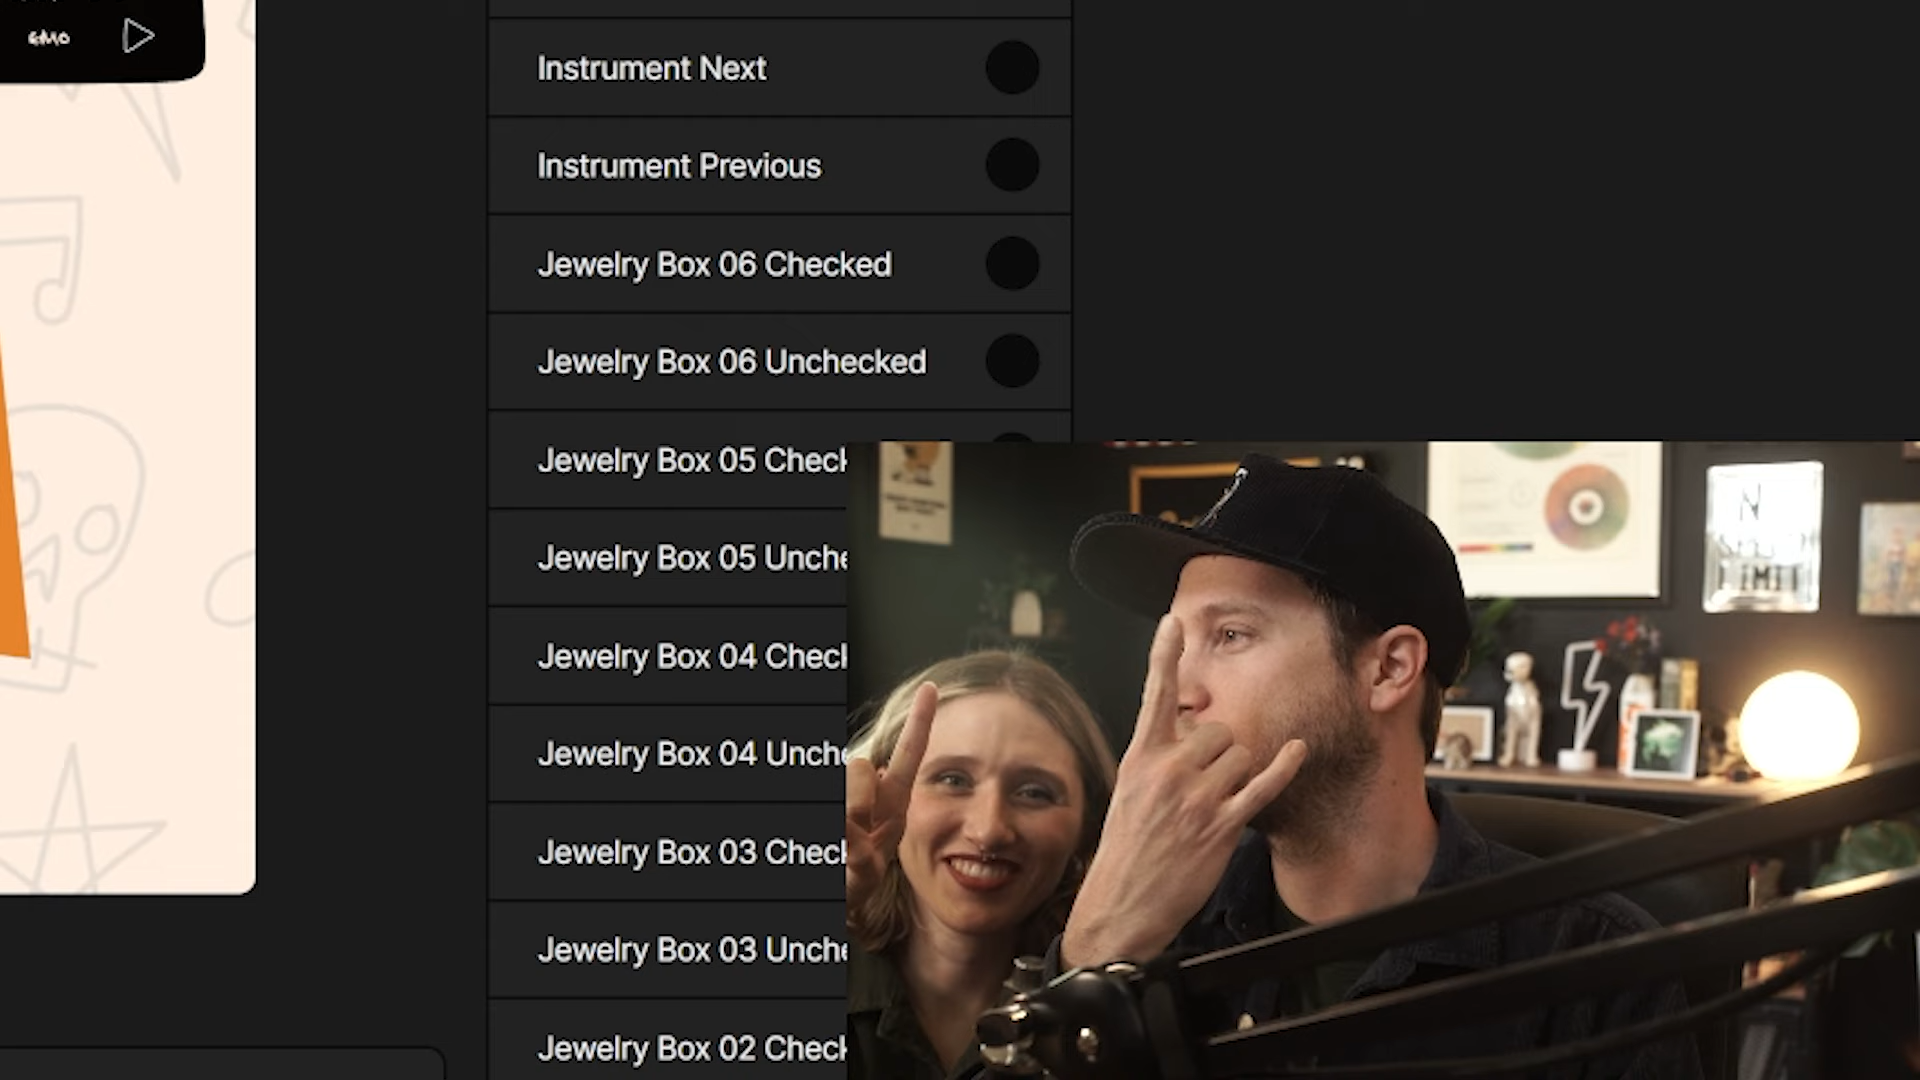 Instrument Next
Instrument Previous
Jewelry Box 06 Checked
Jewelry Box 06 Unchecked
Jewelry Box 05 Check
Jewelry Box 05 Unche
Jewelry Box 04 Check
Jewelry Box 04 Unche
Jewelry Box 03 Check
Jewelry Box 03 Unche
Jewelry Box 02 Check